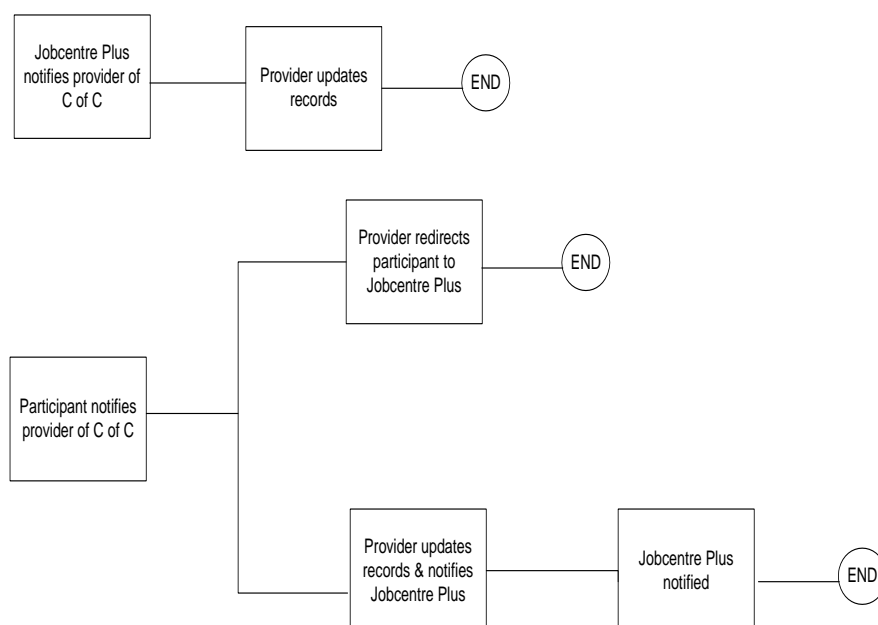 Jobcentre Plus
notifies provider of
C of C
Provider updates
records
END
Provider redirects
participant to
Jobcentre Plus
END
Participant notifies
provider of C of C
Provider updates
records & notifies
Jobcentre Plus
Jobcentre Plus
notified
END